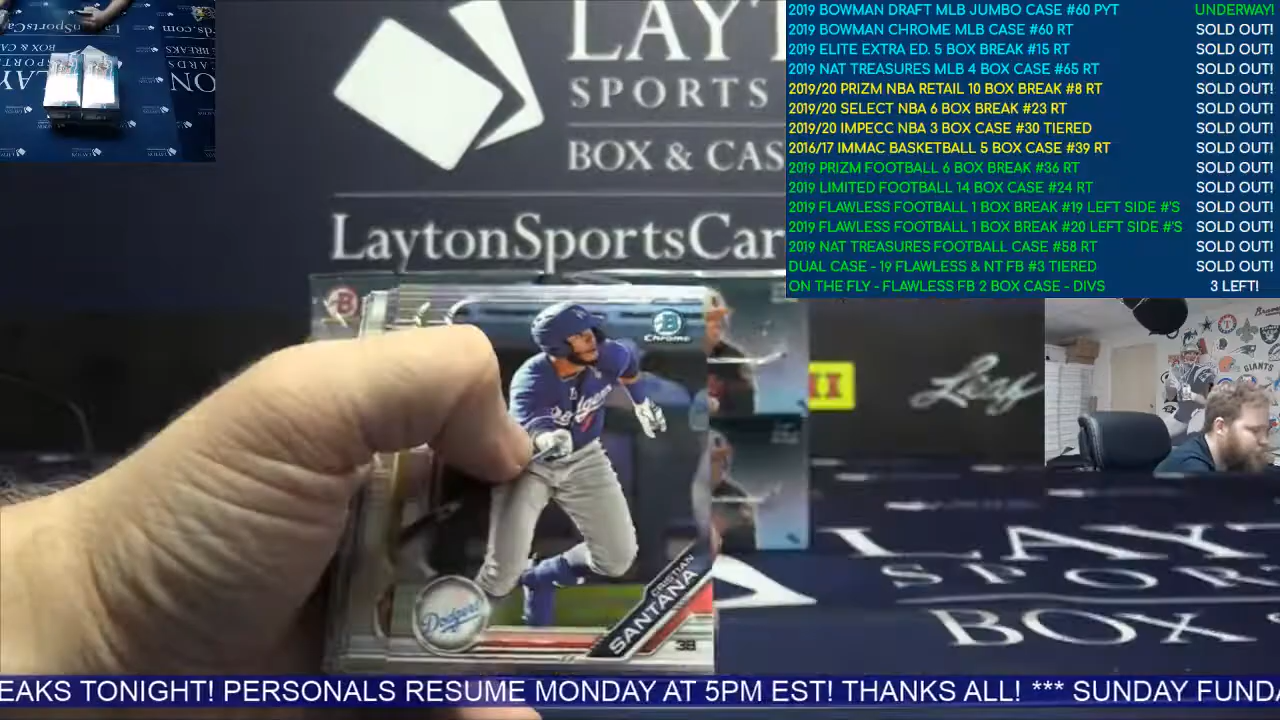 2019 BOWMAN DRAFT MLB JUMBO CASE #60 PYT UNDERWAY!
2019 BOWMAN CHROME MLB CASE #60 RT SOLD OUT!
2019 ELITE EXTRA ED. 5 BOX BREAK #15 RT SOLD OUT!
2019 NAT TREASURES MLB 4 BOX CASE #65 RT SOLD OUT!
2019/20 PRIZM NBA RETAIL 10 BOX BREAK #8 RT SOLD OUT!
2019/20 SELECT NBA 6 BOX BREAK #23 RT SOLD OUT!
2019/20 IMPECC NBA 3 BOX CASE #30 TIERED SOLD OUT!
2016/17 IMMAC BASKETBALL 5 BOX CASE #39 RT SOLD OUT!
2019 PRIZM FOOTBALL 6 BOX BREAK #36 RT SOLD OUT!
2019 LIMITED FOOTBALL 14 BOX CASE #24 RT SOLD OUT!
2019 FLAWLESS FOOTBALL 1 BOX BREAK #19 LEFT SIDE #'S SOLD OUT!
2019 FLAWLESS FOOTBALL 1 BOX BREAK #20 LEFT SIDE #'S SOLD OUT!
2019 NAT TREASURES FOOTBALL CASE #58 RT SOLD OUT!
DUAL CASE - 19 FLAWLESS & NT FB #3 TIERED SOLD OUT!
ON THE FLY - FLAWLESS FB 2 BOX CASE - DIVS 3 LEFT!
LAYT
SPORTS
BOX & CAS
LaytonSportsCar
B
B
Chrome
Dodgers
Dodgers
CRISTIAN
SANTANA
3B
Leaf
GIANTS
LAYT
SPOR
BOX
EAKS TONIGHT! PERSONALS RESUME MONDAY AT 5PM EST! THANKS ALL! *** SUNDAY FUNDA